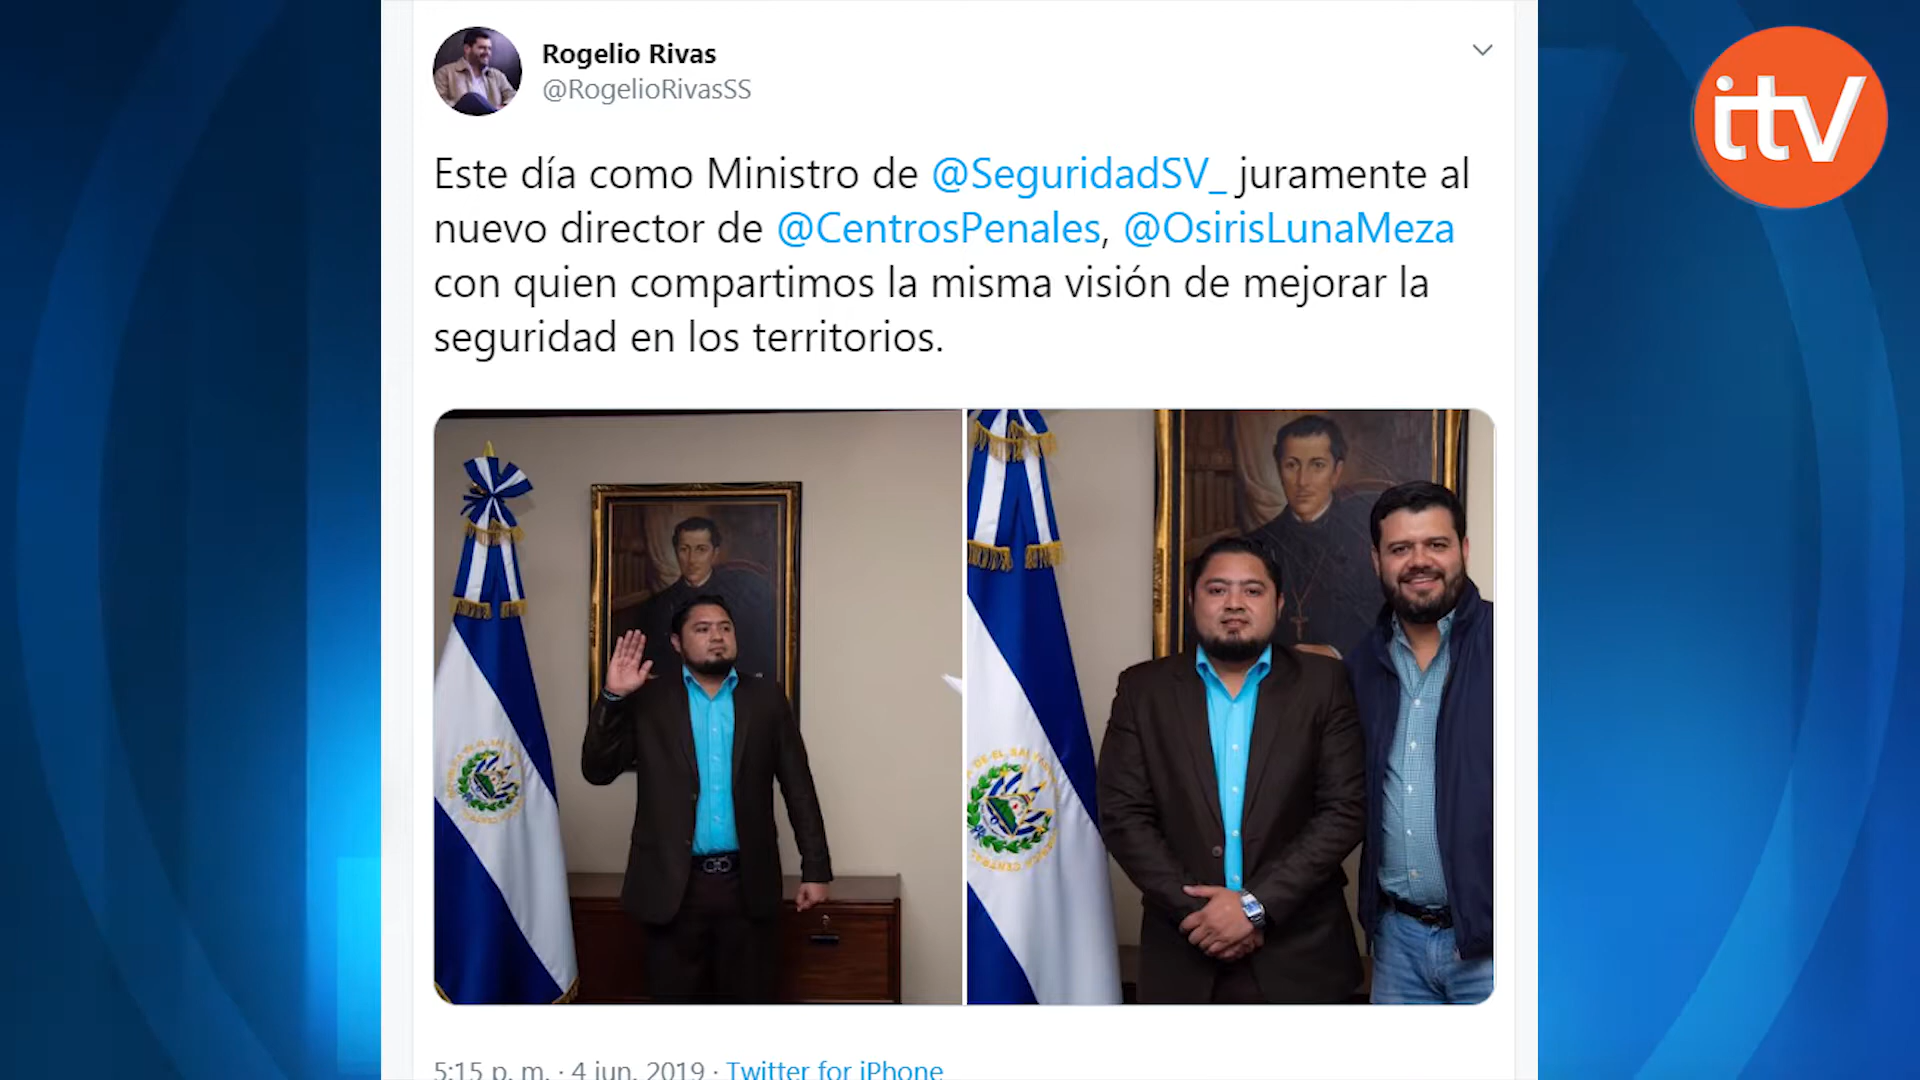 Rogelio Rivas
@RogelioRivasSS
itv
Este día como Ministro de @SeguridadSV_ juramente al
nuevo director de @CentrosPenales, @OsirisLunaMeza
con quien compartimos la misma visión de mejorar la
seguridad en los territorios.
5:15 p. m. · 4 jun. 2019 · Twitter for iPhone